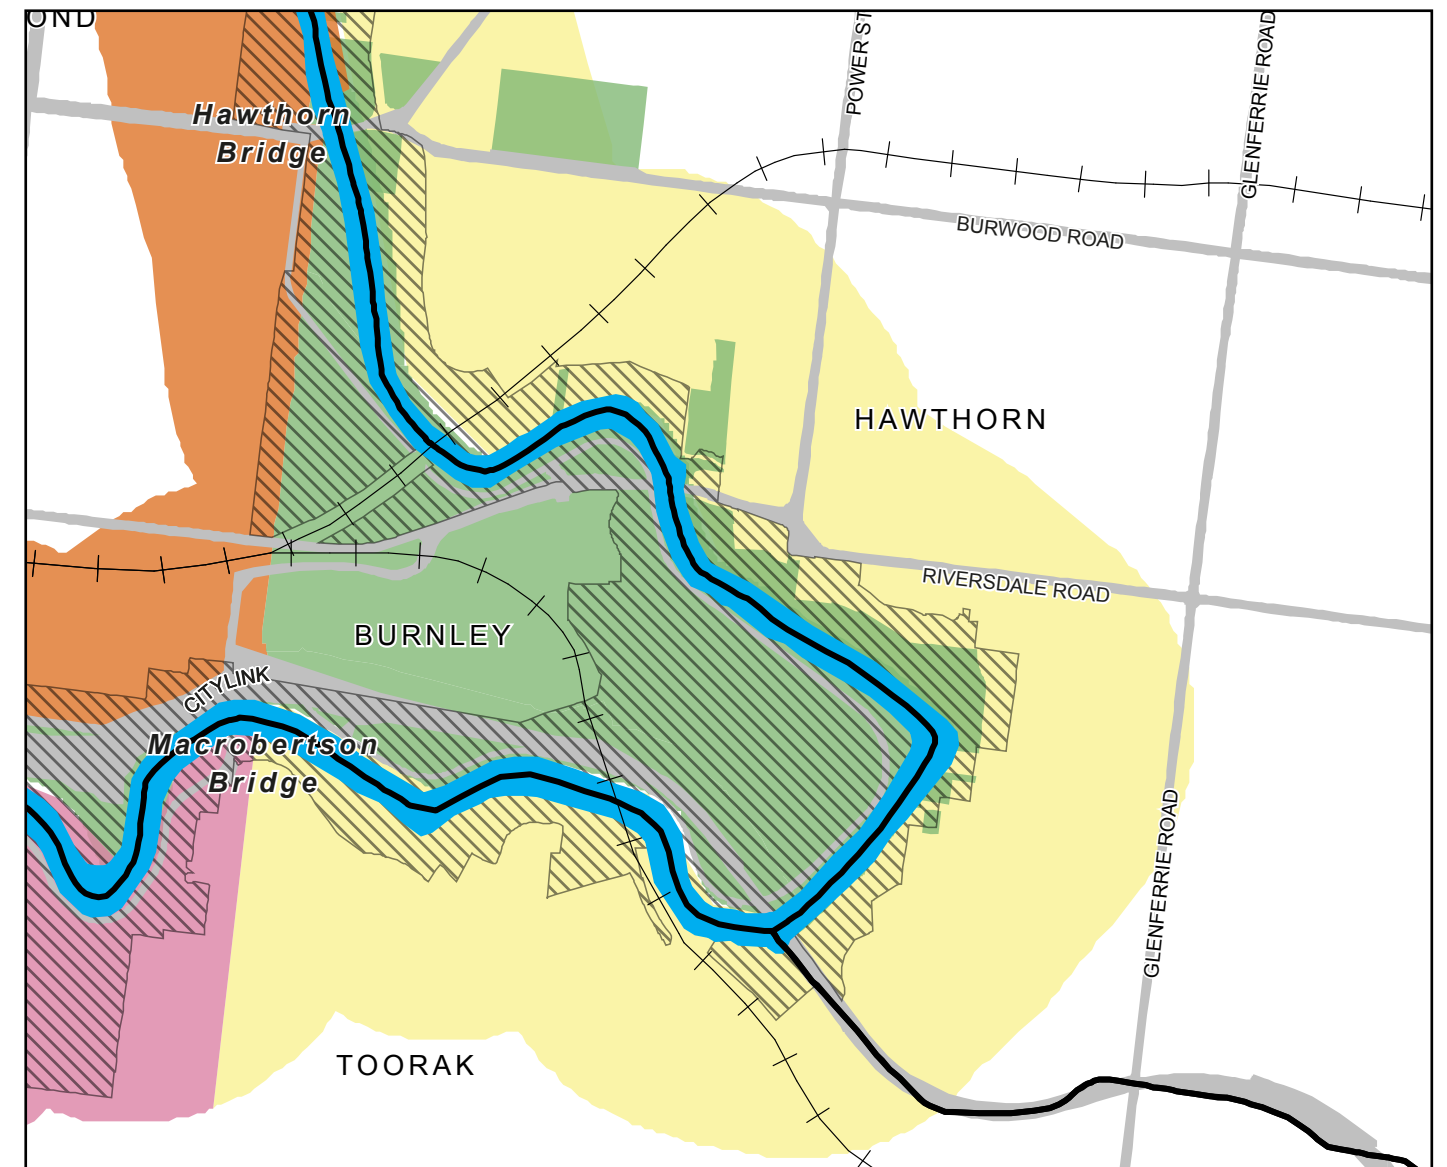 OND
POWER ST
GLENFERRIE ROAD
Hawthorn
Bridge
BURWOOD ROAD
HAWTHORN
RIVERSDALE ROAD
BURNLEY
CITYLINK
Macrobertson
Bridge
GLENFERRIE ROAD
TOORAK